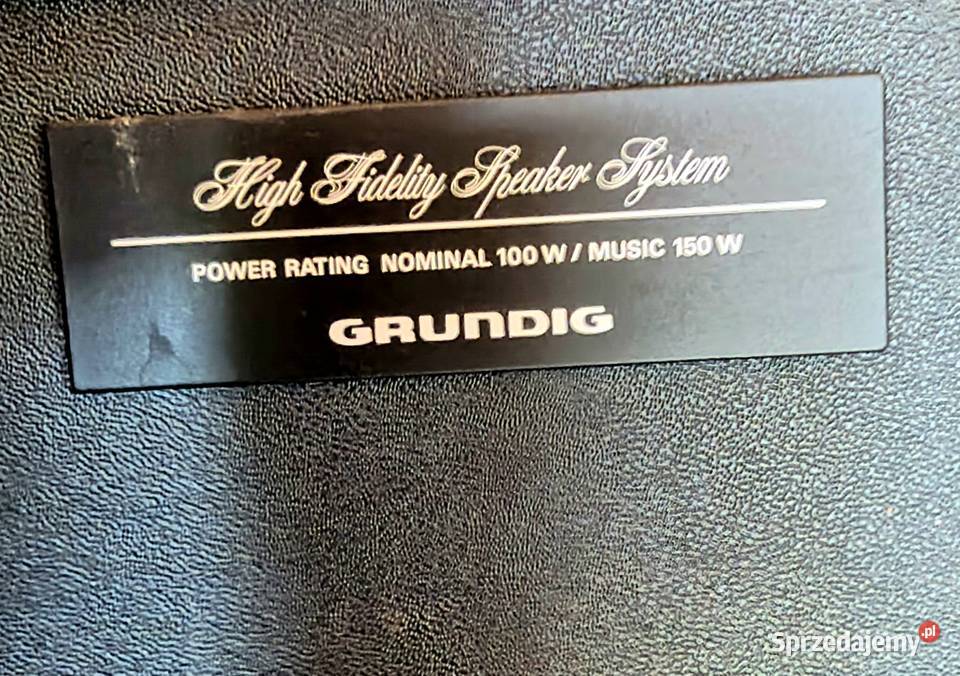 High Fidelity Speaker System
POWER RATING NOMINAL 100 W / MUSIC 150 W
GRUNDIG
Sprzedajemy.pl